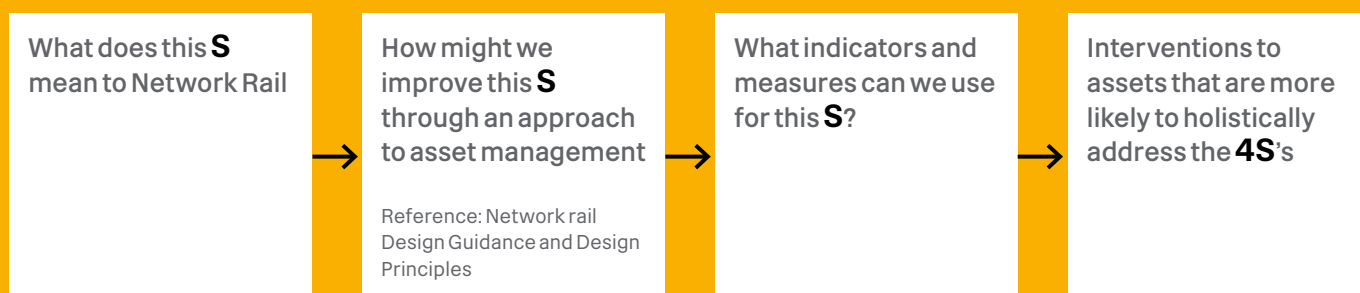 What does this S
mean to Network Rail
How might we
improve this S
through an approach
to asset management
Reference: Network rail
Design Guidance and Design
Principles
What indicators and
measures can we use
for this S?
Interventions to
assets that are more
likely to holistically
address the 4S's